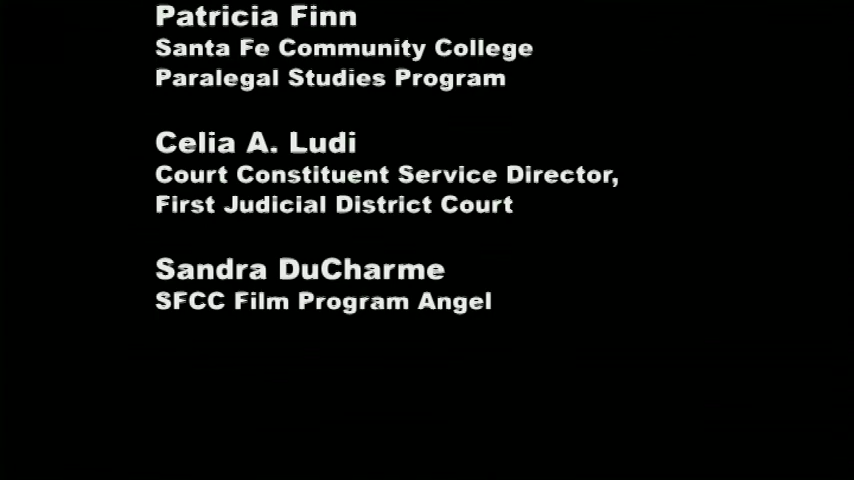 Patricia Finn
Santa Fe Community College
Paralegal Studies Program
Celia A. Ludi
Court Constituent Service Director,
First Judicial District Court
Sandra DuCharme
SFCC Film Program Angel